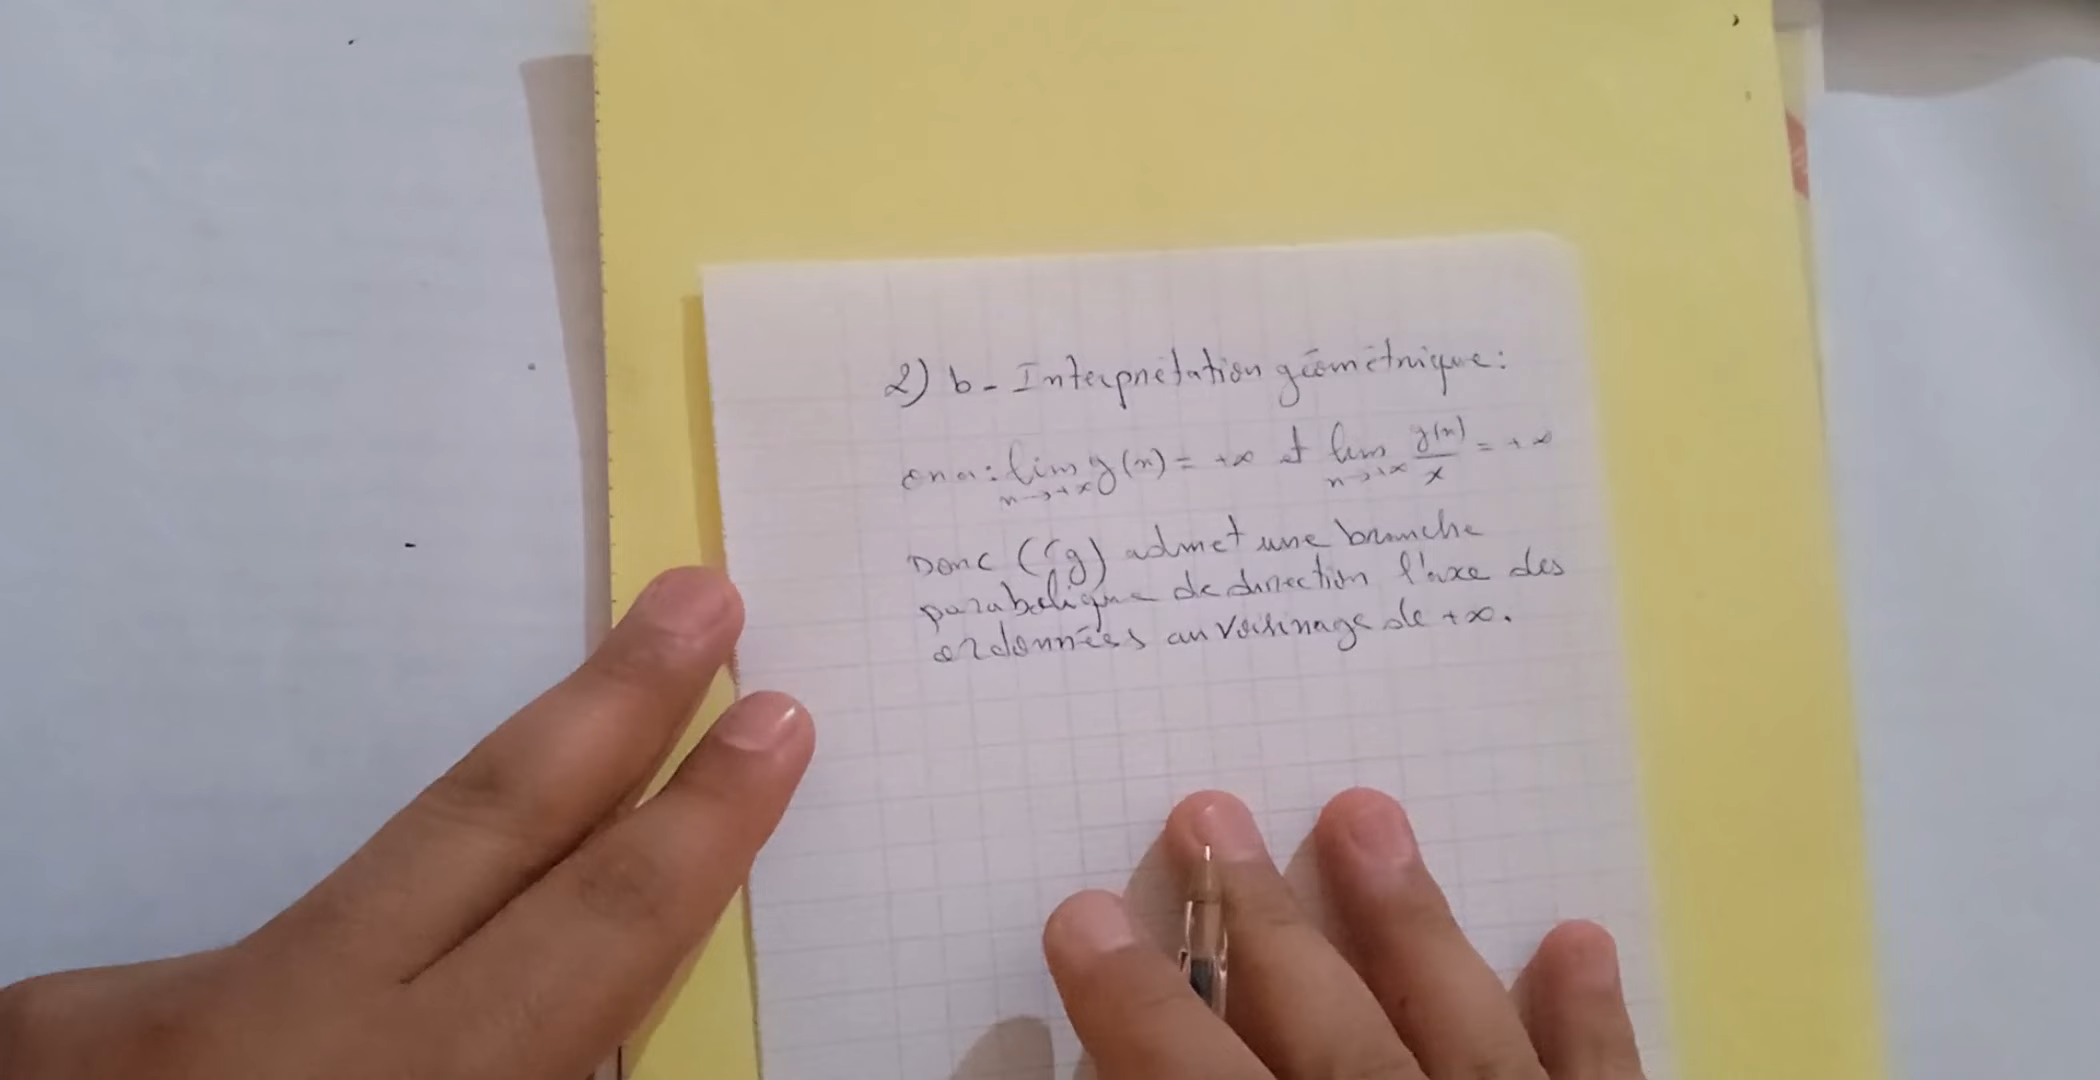 2) b - Interprétation géométrique:
on a: lim g(x) = +∞ et lim g(x)/x = +∞
x→+∞ x→+∞
Donc (Cg) admet une branche
parabolique de direction l'axe des
ordonnées au voisinage de +∞.